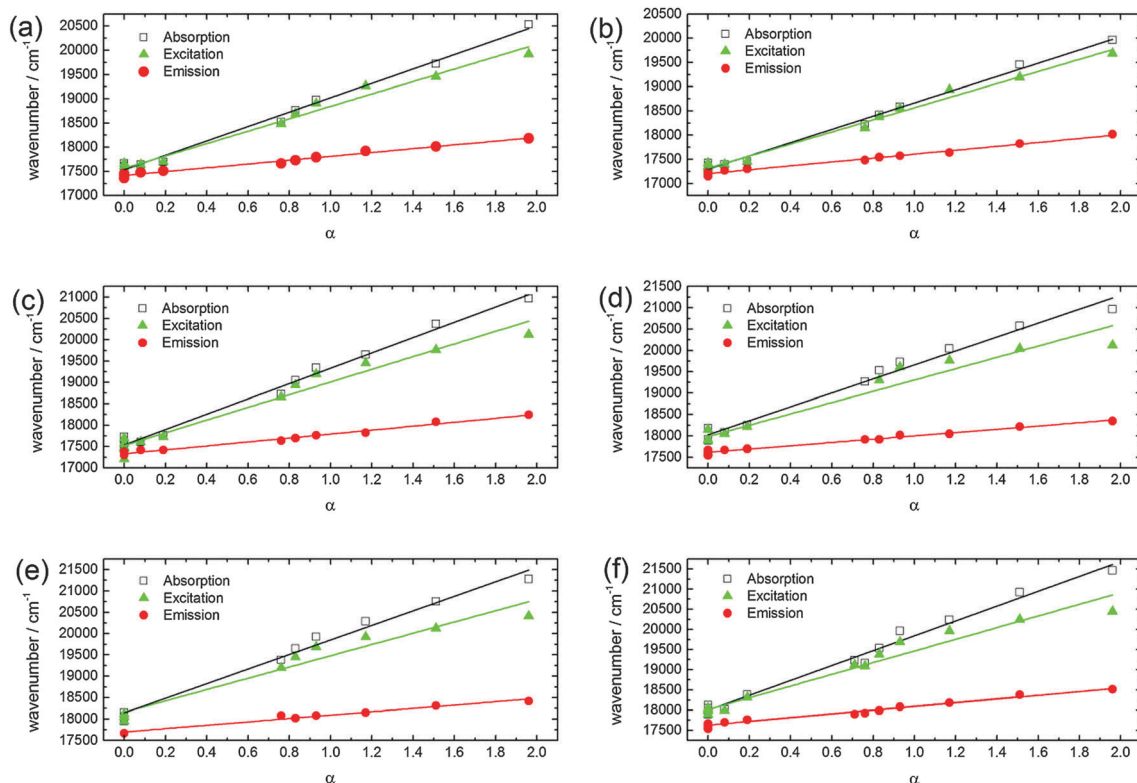 (a)
20500
20000
19500
19000
18500
18000
17500
17000
wavenumber / cm⁻¹
Absorption
Excitation
Emission
0.0 0.2 0.4 0.6 0.8 1.0 1.2 1.4 1.6 1.8 2.0
α
(b)
20500
20000
19500
19000
18500
18000
17500
17000
wavenumber / cm⁻¹
Absorption
Excitation
Emission
0.0 0.2 0.4 0.6 0.8 1.0 1.2 1.4 1.6 1.8 2.0
α
(c)
21000
20500
20000
19500
19000
18500
18000
17500
17000
wavenumber / cm⁻¹
Absorption
Excitation
Emission
0.0 0.2 0.4 0.6 0.8 1.0 1.2 1.4 1.6 1.8 2.0
α
(d)
21500
21000
20500
20000
19500
19000
18500
18000
17500
wavenumber / cm⁻¹
Absorption
Excitation
Emission
0.0 0.2 0.4 0.6 0.8 1.0 1.2 1.4 1.6 1.8 2.0
α
(e)
21500
21000
20500
20000
19500
19000
18500
18000
17500
wavenumber / cm⁻¹
Absorption
Excitation
Emission
0.0 0.2 0.4 0.6 0.8 1.0 1.2 1.4 1.6 1.8 2.0
α
(f)
21500
21000
20500
20000
19500
19000
18500
18000
17500
wavenumber / cm⁻¹
Absorption
Excitation
Emission
0.0 0.2 0.4 0.6 0.8 1.0 1.2 1.4 1.6 1.8 2.0
α